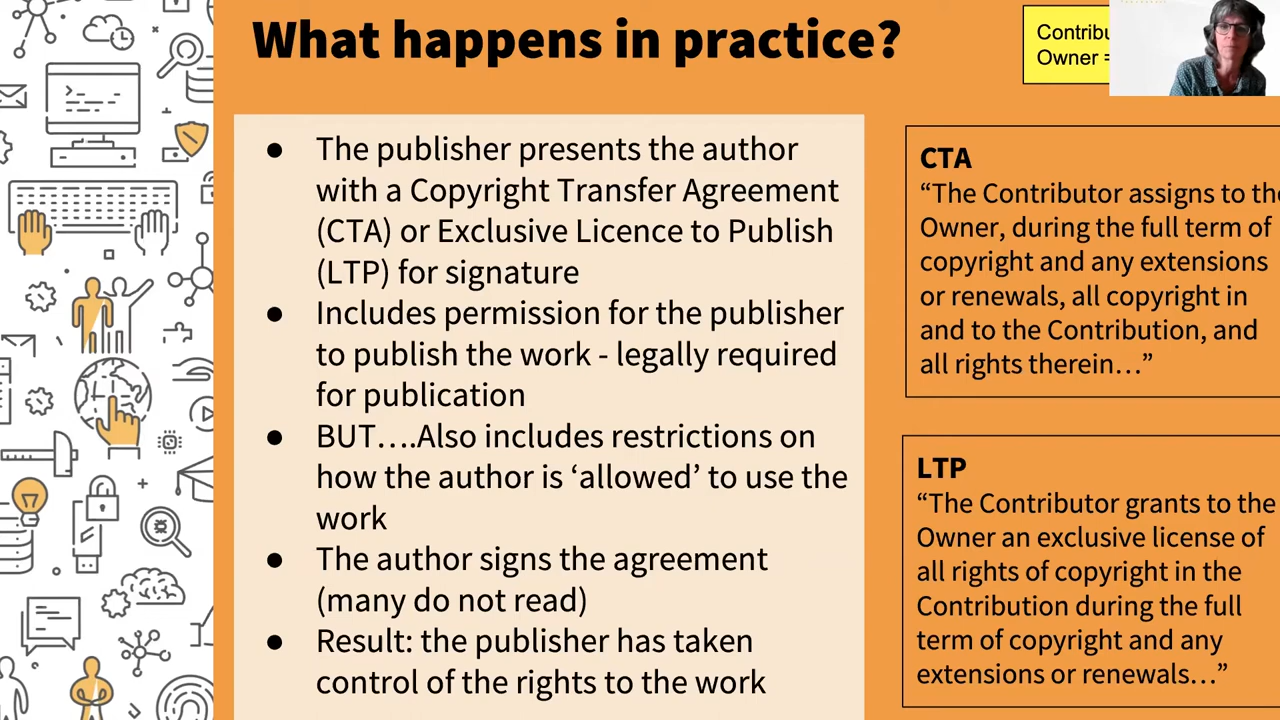 What happens in practice?
Owner =
● The publisher presents the author
with a Copyright Transfer Agreement
(CTA) or Exclusive Licence to Publish
(LTP) for signature
● Includes permission for the publisher
to publish the work - legally required
for publication
● BUT….Also includes restrictions on
how the author is ‘allowed’ to use the
work
● The author signs the agreement
(many do not read)
● Result: the publisher has taken
control of the rights to the work
CTA
“The Contributor assigns to the
Owner, during the full term of
copyright and any extensions
or renewals, all copyright in
and to the Contribution, and
all rights therein…”
LTP
“The Contributor grants to the
Owner an exclusive license of
all rights of copyright in the
Contribution during the full
term of copyright and any
extensions or renewals…”